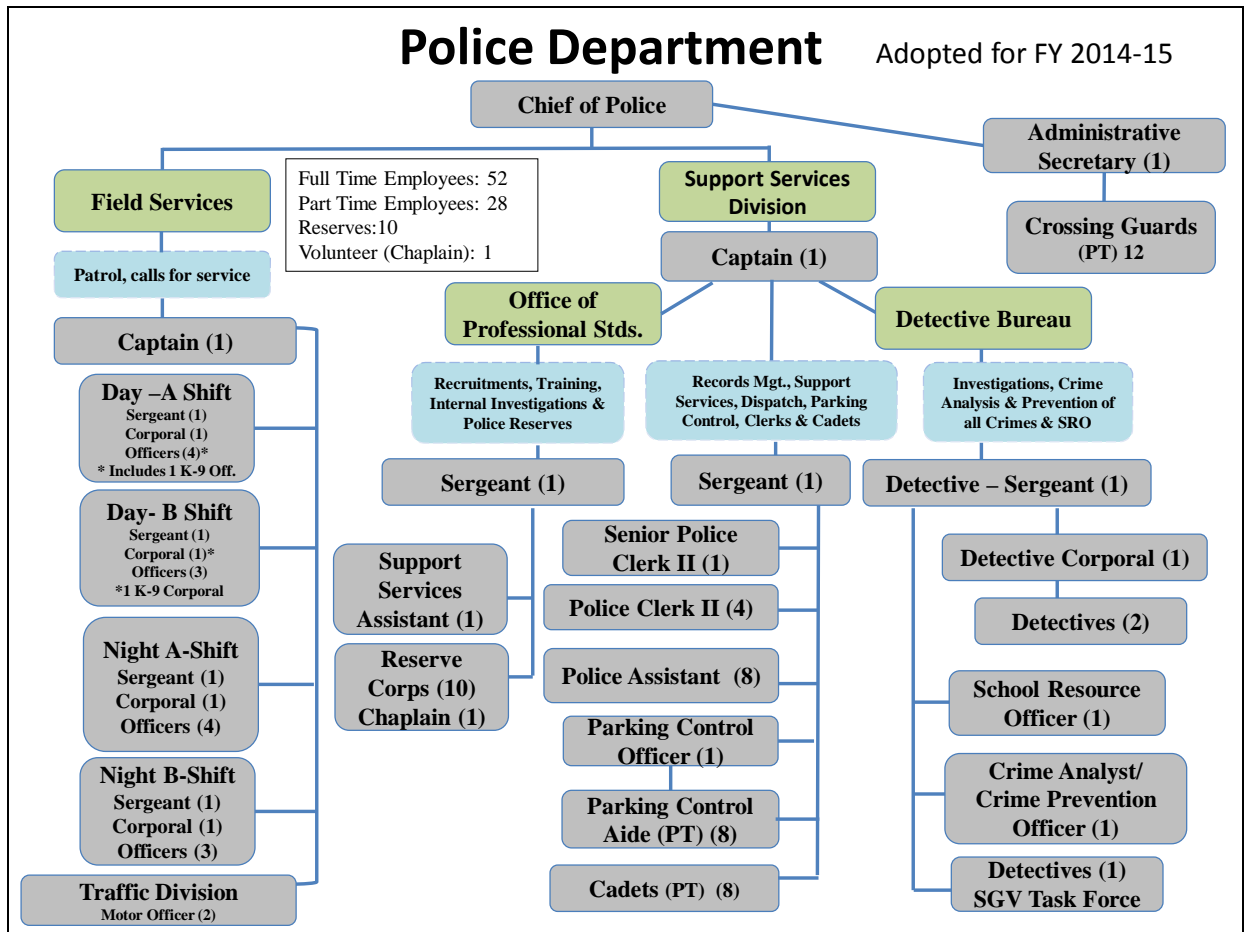 Police Department
Adopted for FY 2014-15
Chief of Police
Administrative
Secretary (1)
Crossing Guards
(PT) 12
Field Services
Full Time Employees: 52
Part Time Employees: 28
Reserves:10
Volunteer (Chaplain): 1
Support Services
Division
Patrol, calls for service
Captain (1)
Captain (1)
Day –A Shift
Sergeant (1)
Corporal (1)
Officers (4)*
* Includes 1 K-9 Off.
Day- B Shift
Sergeant (1)
Corporal (1)*
Officers (3)
*1 K-9 Corporal
Night A-Shift
Sergeant (1)
Corporal (1)
Officers (4)
Night B-Shift
Sergeant (1)
Corporal (1)
Officers (3)
Traffic Division
Motor Officer (2)
Office of
Professional Stds.
Recruitments, Training,
Internal Investigations &
Police Reserves
Sergeant (1)
Support
Services
Assistant (1)
Reserve
Corps (10)
Chaplain (1)
Records Mgt., Support
Services, Dispatch, Parking
Control, Clerks & Cadets
Sergeant (1)
Senior Police
Clerk II (1)
Police Clerk II (4)
Police Assistant (8)
Parking Control
Officer (1)
Parking Control
Aide (PT) (8)
Cadets (PT) (8)
Detective Bureau
Investigations, Crime
Analysis & Prevention of
all Crimes & SRO
Detective – Sergeant (1)
Detective Corporal (1)
Detectives (2)
School Resource
Officer (1)
Crime Analyst/
Crime Prevention
Officer (1)
Detectives (1)
SGV Task Force